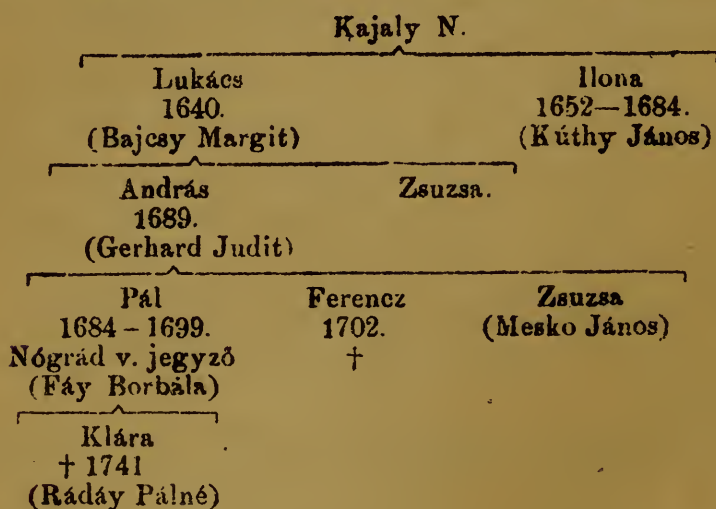 Kajaly N.
Lukács Ilona
1640. 1652—1684.
(Bajcsy Margit) (Kúthy János)
András Zsuzsa.
1689.
(Gerhard Judit)
Pál Ferencz Zsuzsa
1684–1699. 1702. (Mesko János)
Nógrád v. jegyző †
(Fáy Borbála)
Klára
† 1741
(Ráday Pálné)